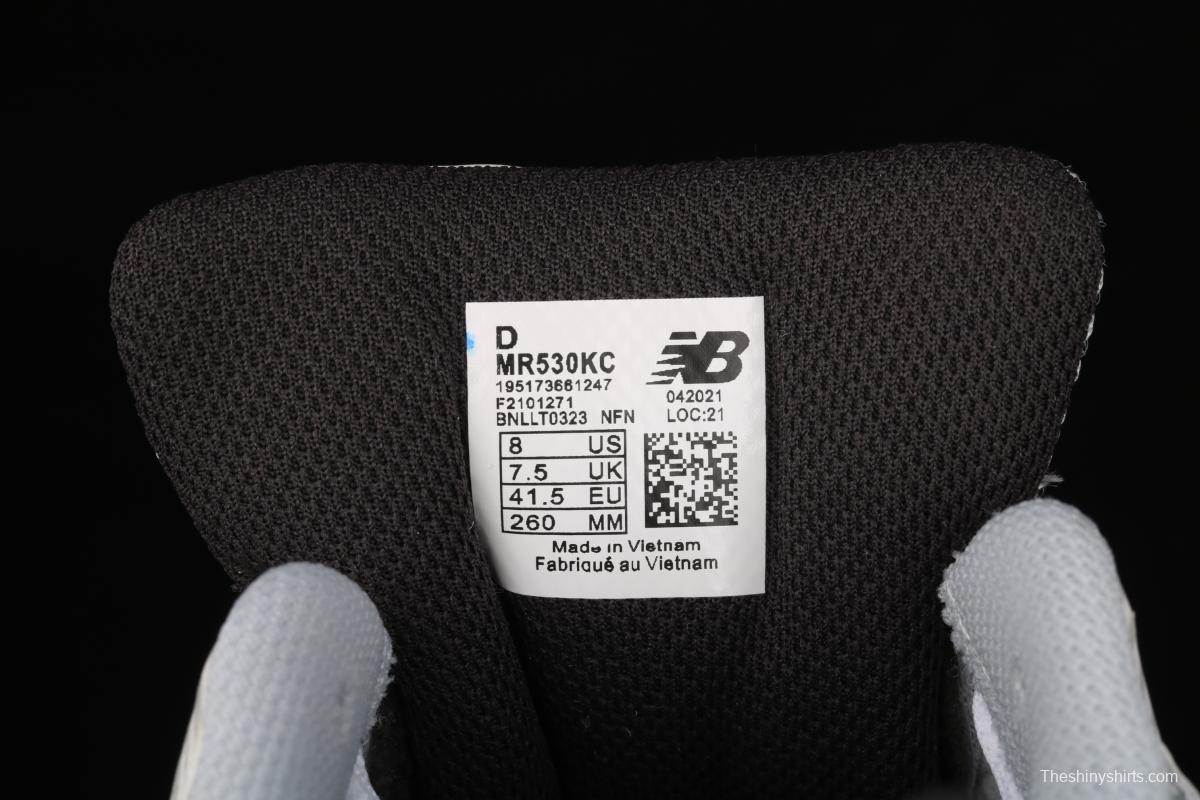 D
MR530KC
195173661247
F2101271
BNLLT0323 NFN
NB
042021
LOC:21
8 US
7.5 UK
41.5 EU
260 MM
Made in Vietnam
Fabriqué au Vietnam
Theshinyshirts.com